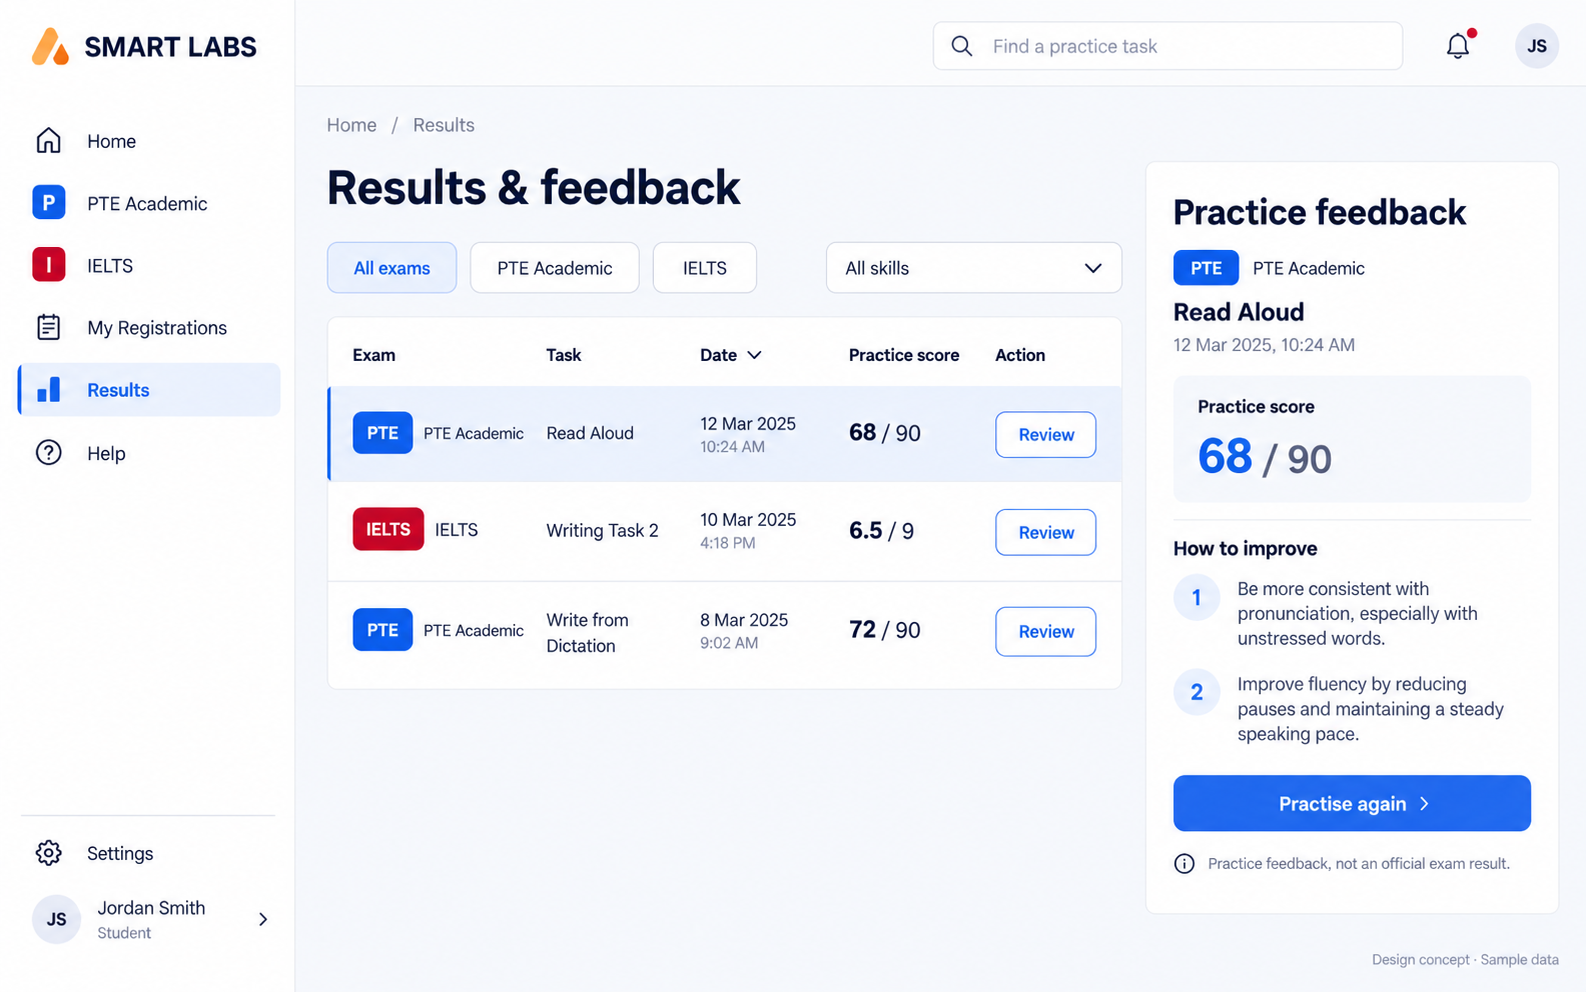 SMART LABS
Find a practice task
JS
Home
P PTE Academic
I IELTS
My Registrations
Results
? Help
Settings
JS Jordan Smith
Student
Home / Results
Results & feedback
All exams PTE Academic IELTS All skills
Exam Task Date Practice score Action
PTE PTE Academic Read Aloud 12 Mar 2025 68 / 90 Review
10:24 AM
IELTS IELTS Writing Task 2 10 Mar 2025 6.5 / 9 Review
4:18 PM
PTE PTE Academic Write from 8 Mar 2025 72 / 90 Review
Dictation 9:02 AM
Practice feedback
PTE PTE Academic
Read Aloud
12 Mar 2025, 10:24 AM
Practice score
68 / 90
How to improve
1 Be more consistent with
pronunciation, especially with
unstressed words.
2 Improve fluency by reducing
pauses and maintaining a steady
speaking pace.
Practise again
Practice feedback, not an official exam result.
Design concept · Sample data